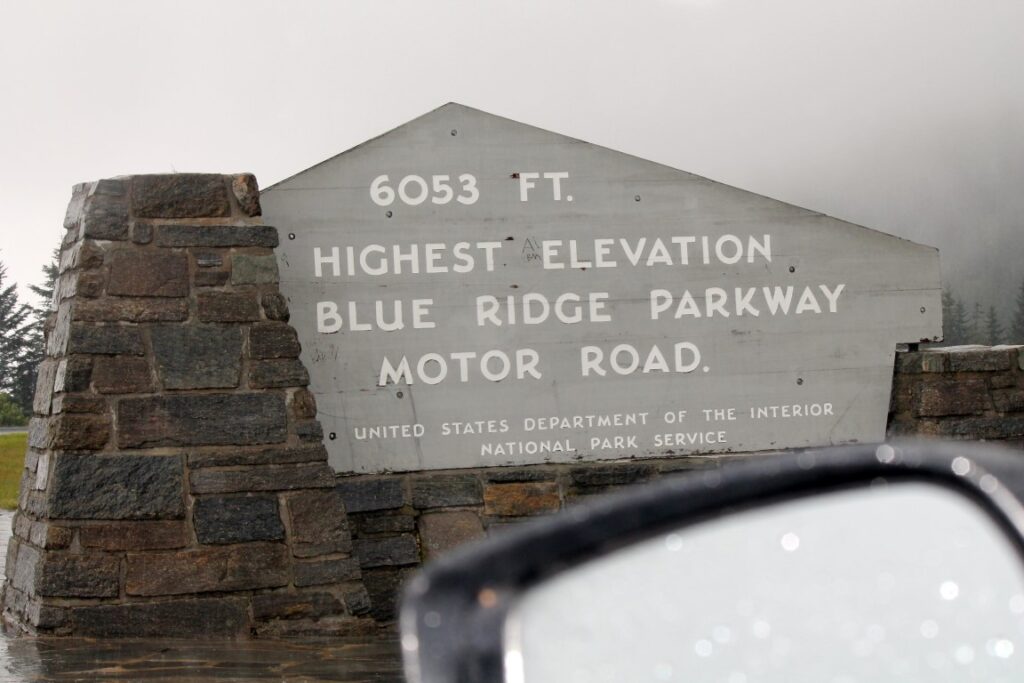 6053 FT.
HIGHEST ELEVATION
BLUE RIDGE PARKWAY
MOTOR ROAD.
UNITED STATES DEPARTMENT OF THE INTERIOR
NATIONAL PARK SERVICE